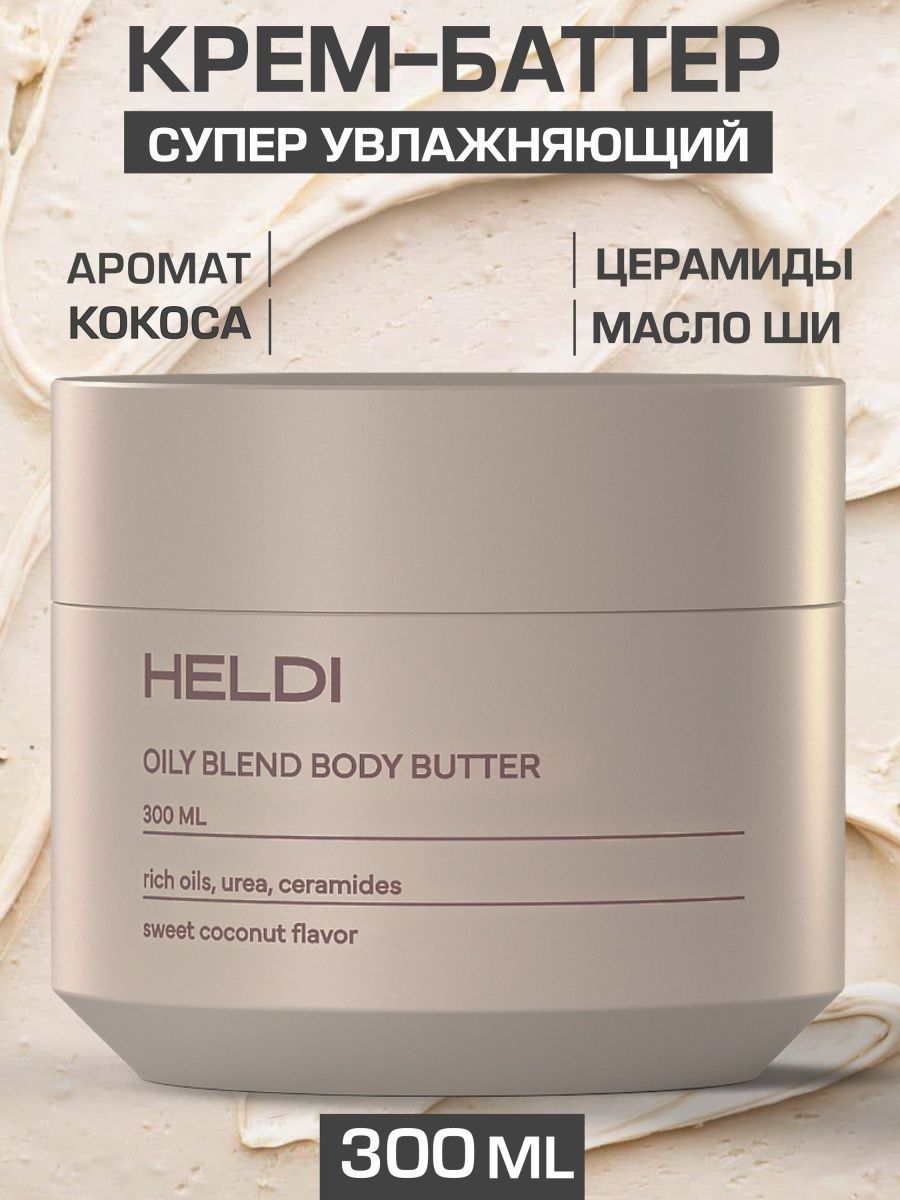 КРЕМ-БАТТЕР
СУПЕР УВЛАЖНЯЮЩИЙ
АРОМАТ
КОКОСА
ЦЕРАМИДЫ
МАСЛО ШИ
HELDI
OILY BLEND BODY BUTTER
300 ML
rich oils, urea, ceramides
sweet coconut flavor
300 ML